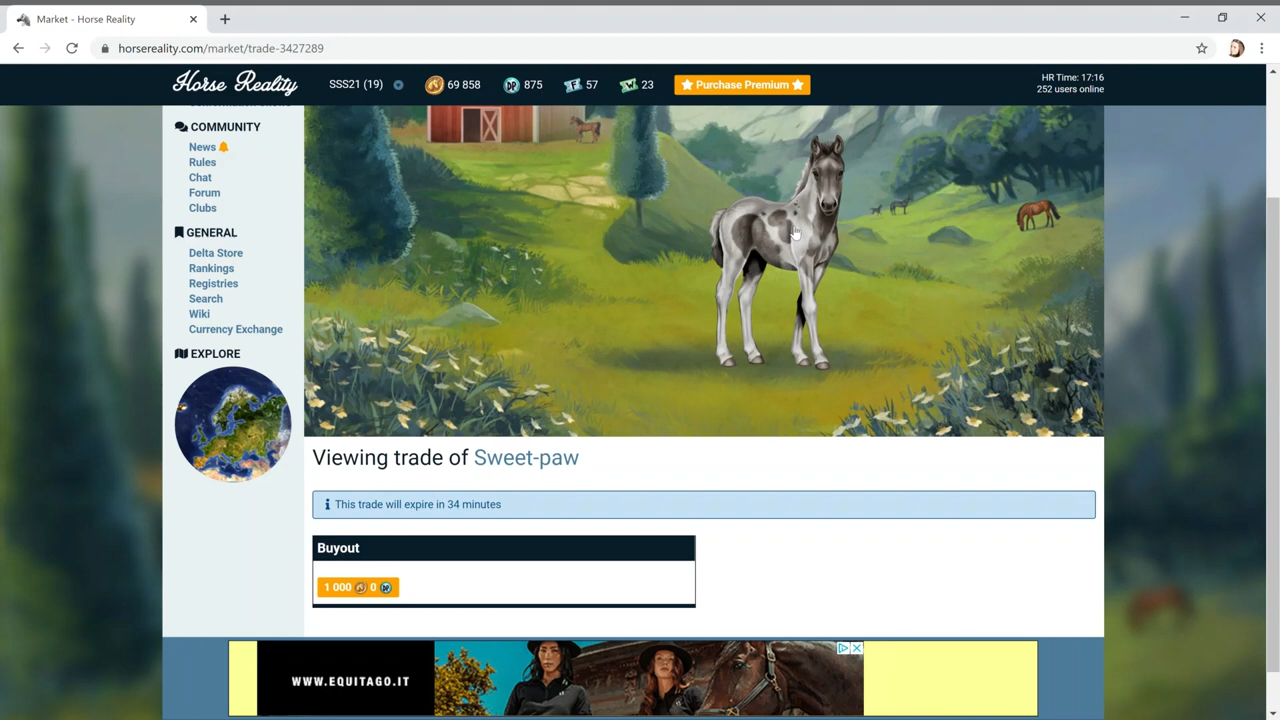 Market - Horse Reality
horsereality.com/market/trade-3427289
Horse Reality
SSS21 (19)
69 858
DP
875
57
23
Purchase Premium
HR Time: 17:16
252 users online
COMMUNITY
News
Rules
Chat
Forum
Clubs
GENERAL
Delta Store
Rankings
Registries
Search
Wiki
Currency Exchange
EXPLORE
Viewing trade of Sweet-paw
This trade will expire in 34 minutes
Buyout
1 000 0 DP
WWW.EQUITAGO.IT